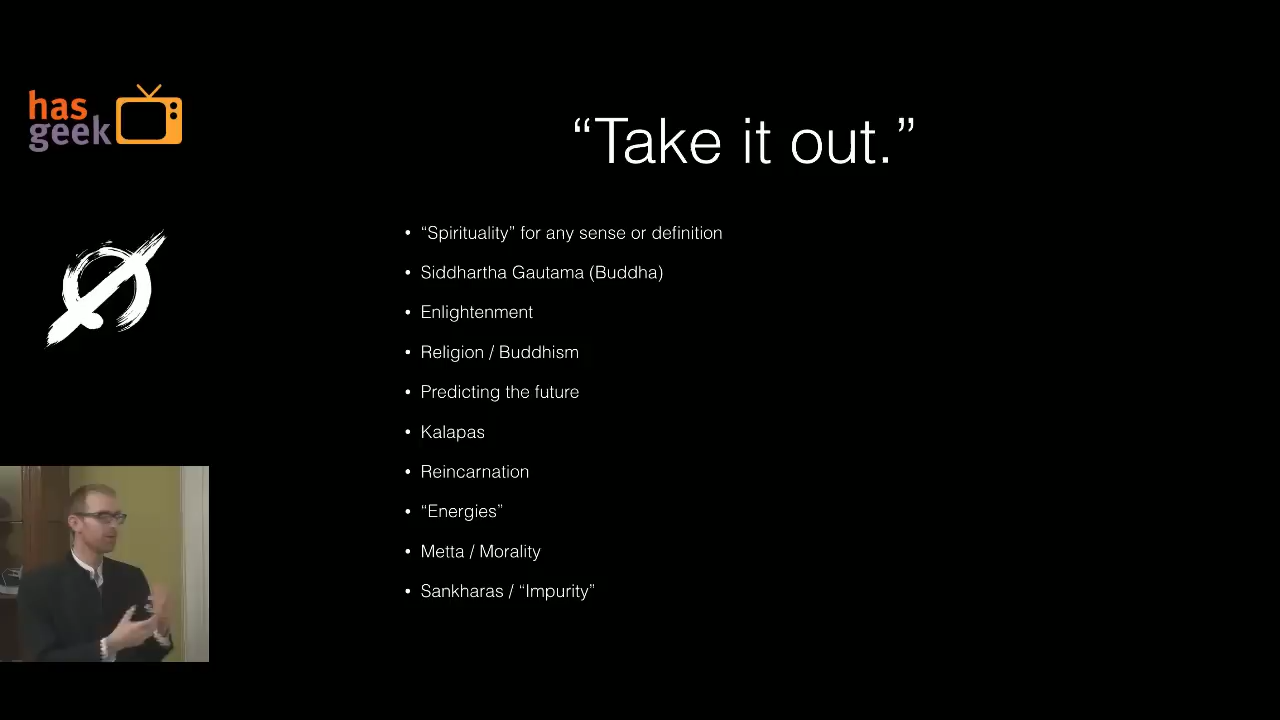 has
geek
“Take it out.”
• “Spirituality” for any sense or definition
• Siddhartha Gautama (Buddha)
• Enlightenment
• Religion / Buddhism
• Predicting the future
• Kalapas
• Reincarnation
• “Energies”
• Metta / Morality
• Sankharas / “Impurity”